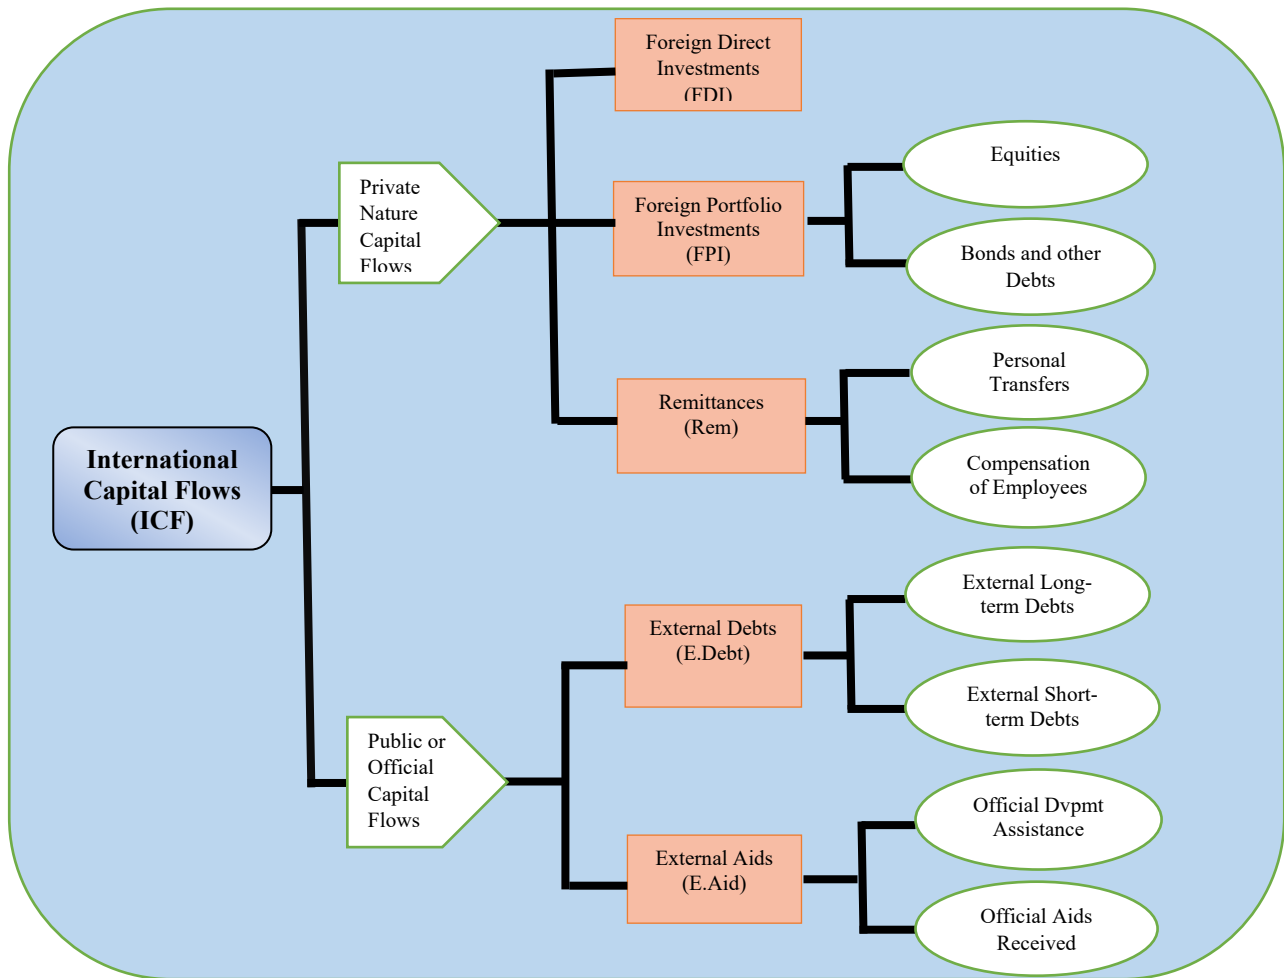 Foreign Direct
Investments
(FDI)
Equities
Private
Nature
Capital
Flows
Foreign Portfolio
Investments
(FPI)
Bonds and other
Debts
Personal
Transfers
Remittances
(Rem)
Compensation
of Employees
International
Capital Flows
(ICF)
External Long-
term Debts
External Debts
(E.Debt)
External Short-
term Debts
Public or
Official
Capital
Flows
Official Dvpmt
Assistance
External Aids
(E.Aid)
Official Aids
Received